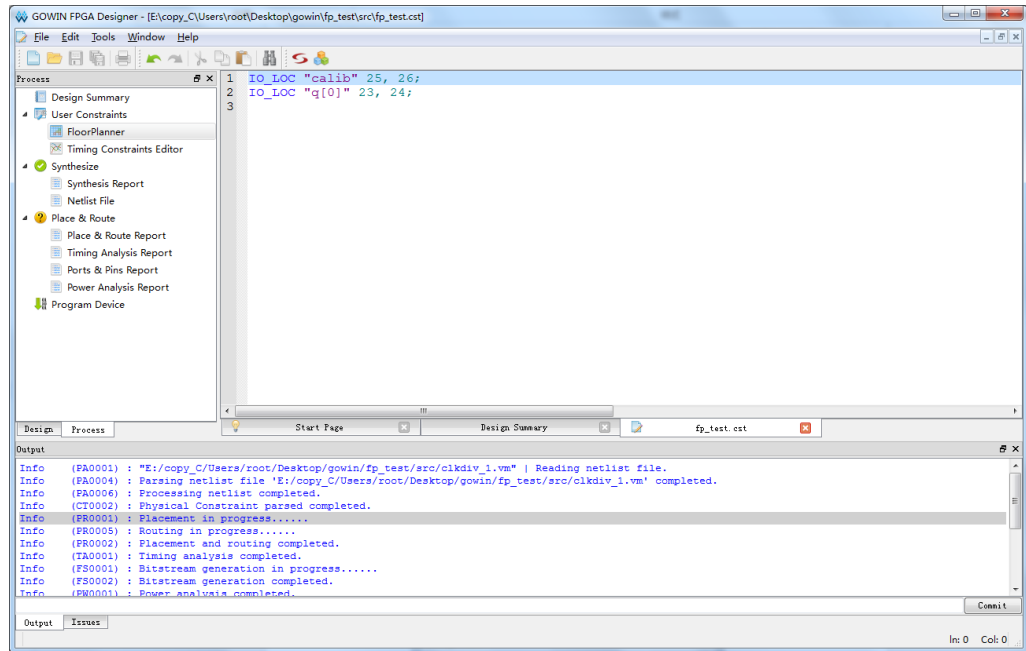 GOWIN FPGA Designer - [E:\copy_C\Users\root\Desktop\gowin\fp_test\src\fp_test.cst]
File Edit Tools Window Help
Process
Design Summary
User Constraints
FloorPlanner
Timing Constraints Editor
Synthesize
Synthesis Report
Netlist File
Place & Route
Place & Route Report
Timing Analysis Report
Ports & Pins Report
Power Analysis Report
Program Device
Design Process
1 IO_LOC "calib" 25, 26;
2 IO_LOC "q[0]" 23, 24;
3
Start Page Design Summary fp_test.cst
Output
Info (PA0001) : "E:/copy_C/Users/root/Desktop/gowin/fp_test/src/clkdiv_1.vm" | Reading netlist file.
Info (PA0004) : Parsing netlist file 'E:/copy_C/Users/root/Desktop/gowin/fp_test/src/clkdiv_1.vm' completed.
Info (PA0006) : Processing netlist completed.
Info (CT0002) : Physical Constraint parsed completed.
Info (PR0001) : Placement in progress......
Info (PR0005) : Routing in progress......
Info (PR0002) : Placement and routing completed.
Info (TA0001) : Timing analysis completed.
Info (FS0001) : Bitstream generation in progress......
Info (FS0002) : Bitstream generation completed.
Info (PW0001) : Power analysis completed.
Commit
Output Issues
ln: 0 Col: 0